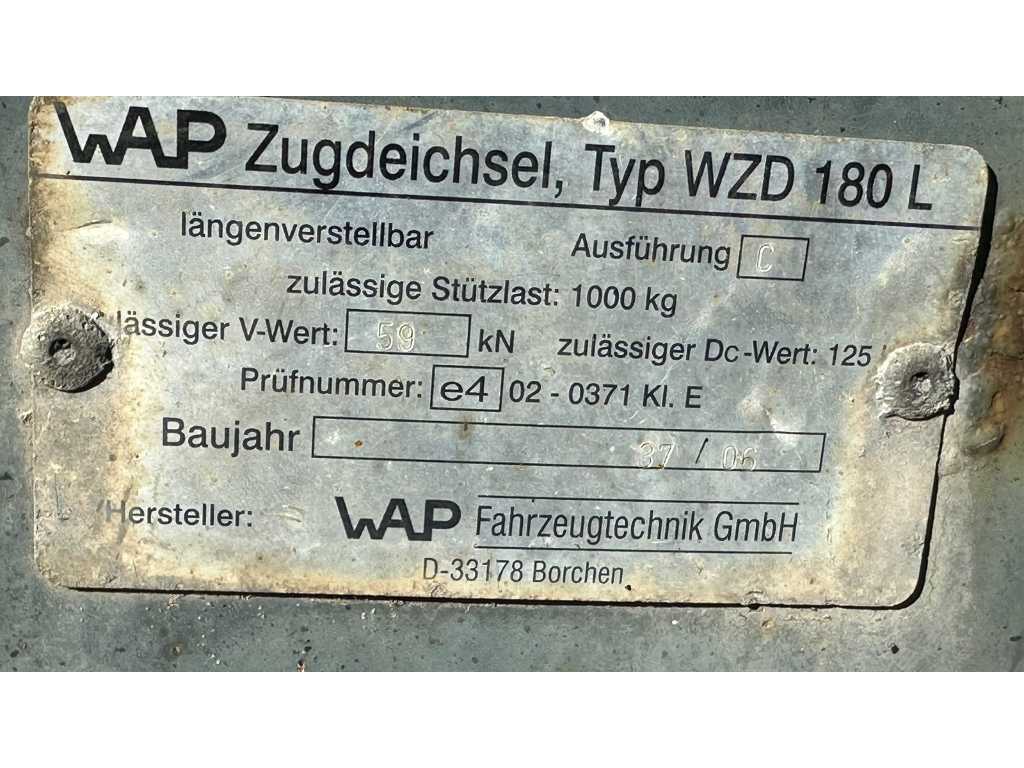 WAP Zugdeichsel, Typ WZD 180 L
längenverstellbar Ausführung C
zulässige Stützlast: 1000 kg
lässiger V-Wert: 59 kN zulässiger Dc-Wert: 125
Prüfnummer: e4 02 - 0371 Kl. E
Baujahr 37 / 06
Hersteller: WAP Fahrzeugtechnik GmbH
D-33178 Borchen